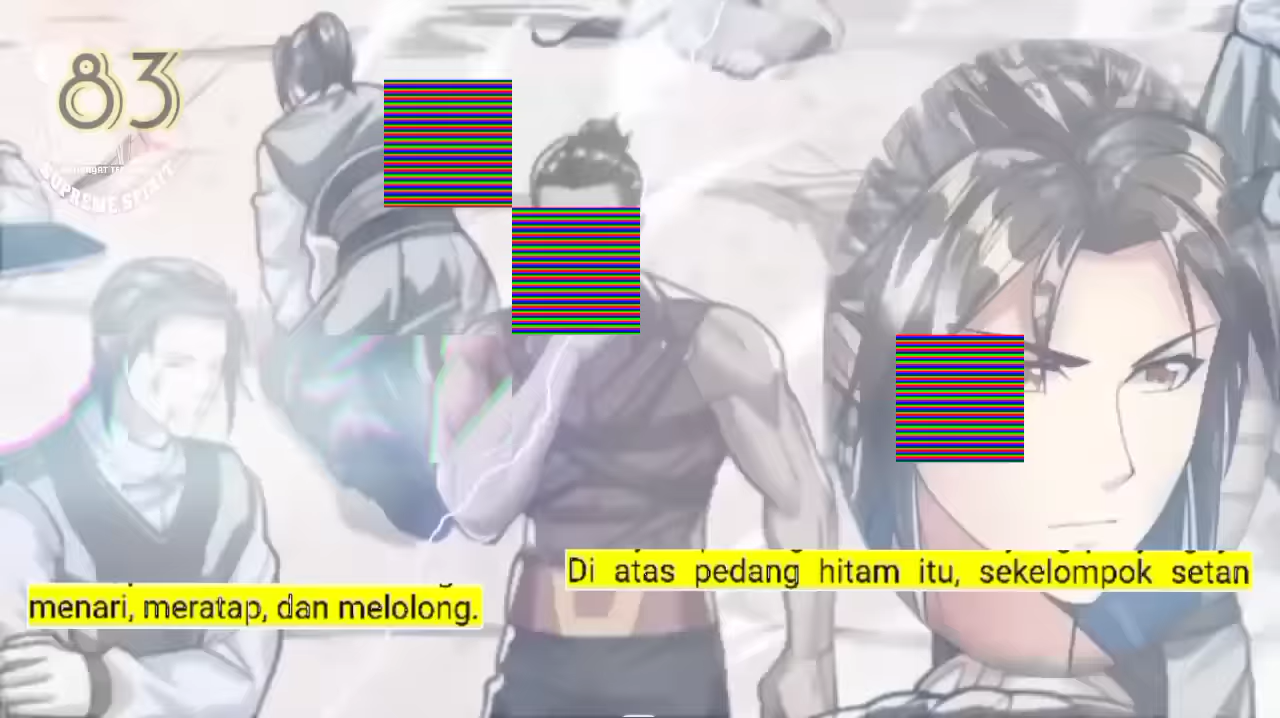 83
SUPREME SPIRIT
Di atas pedang hitam itu, sekelompok setan
menari, meratap, dan melolong.